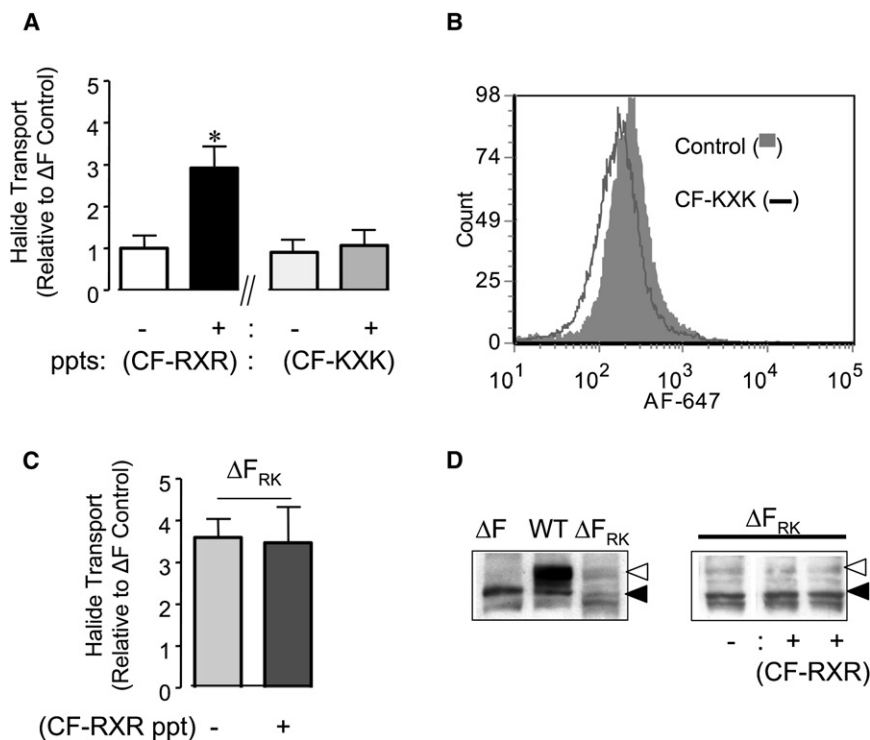 A
Halide Transport
(Relative to ΔF Control)
5
4
3
2
1
0
*
//
- + : - +
ppts: (CF-RXR) : (CF-KXK)
B
Count
98
74
49
25
0
Control ( )
CF-KXK (—)
10¹ 10² 10³ 10⁴ 10⁵
AF-647
C
Halide Transport
(Relative to ΔF Control)
5
4
3
2
1
0
ΔF_RK
(CF-RXR ppt) - +
D
ΔF WT ΔF_RK
ΔF_RK
- : + +
(CF-RXR)